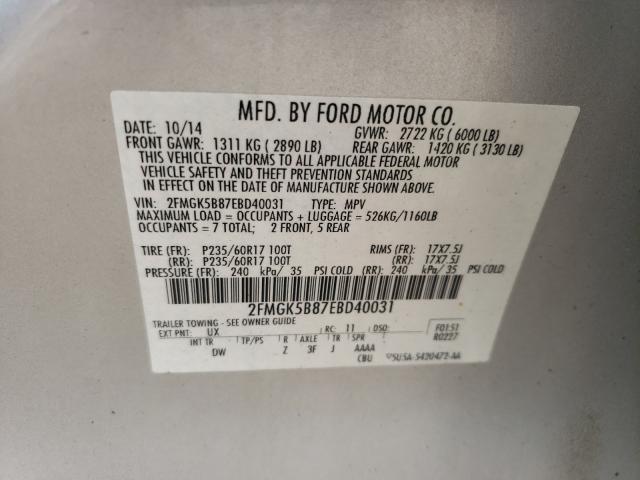 MFD. BY FORD MOTOR CO.
DATE: 10/14 GVWR: 2722 KG ( 6000 LB)
FRONT GAWR: 1311 KG ( 2890 LB) REAR GAWR: 1420 KG ( 3130 LB)
THIS VEHICLE CONFORMS TO ALL APPLICABLE FEDERAL MOTOR
VEHICLE SAFETY AND THEFT PREVENTION STANDARDS
IN EFFECT ON THE DATE OF MANUFACTURE SHOWN ABOVE.
VIN: 2FMGK5B87EBD40031 TYPE: MPV
MAXIMUM LOAD = OCCUPANTS + LUGGAGE = 526KG/1160LB
OCCUPANTS = 7 TOTAL: 2 FRONT, 5 REAR
TIRE (FR): P235/60R17 100T RIMS (FR): 17X7.5J
(RR): P235/60R17 100T (RR): 17X7.5J
PRESSURE (FR): 240 kPa/ 35 PSI COLD (RR): 240 kPa/ 35 PSI COLD
2FMGK5B87EBD40031
TRAILER TOWING - SEE OWNER GUIDE
EXT PNT: UX RC: 11 DSO: F0151
INT TR TP/PS R AXLE TR SPR R0227
DW Z 3F J AAAA
CBU 5U5A-5420472-AA